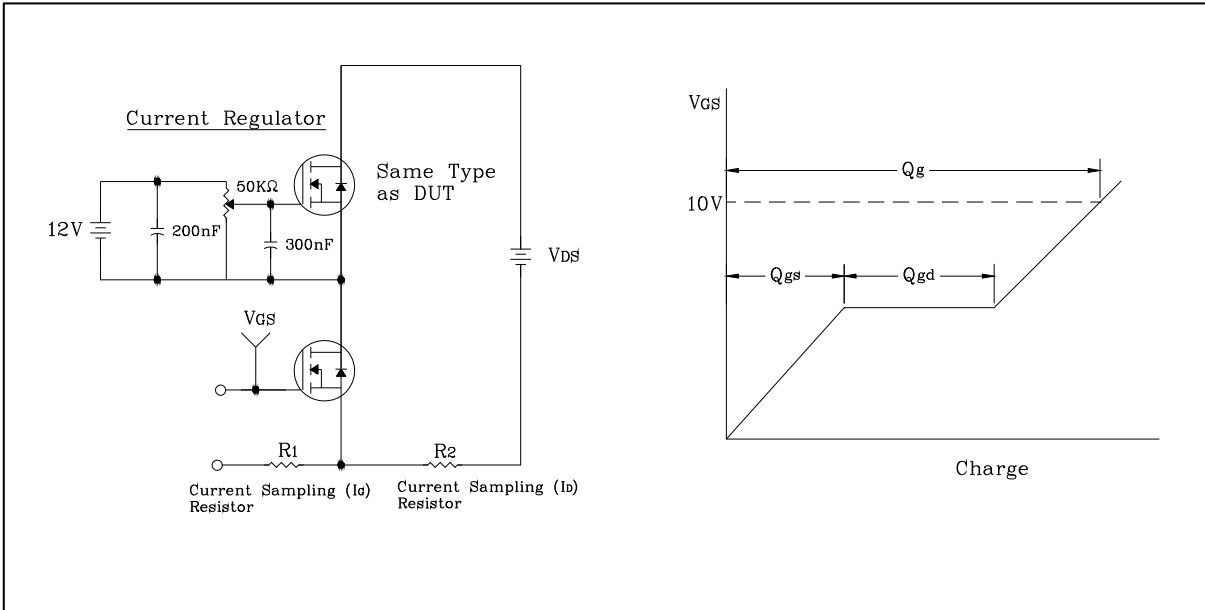 Current Regulator
50KΩ
Same Type
as DUT
12V
200nF
300nF
VDS
VGS
R1
R2
Current Sampling (IG)
Resistor
Current Sampling (ID)
Resistor
VGS
Qg
10V
Qgs
Qgd
Charge